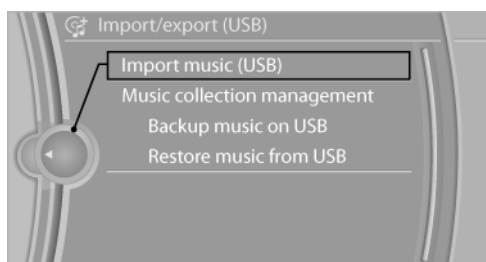 Import/export (USB)
Import music (USB)
Music collection management
Backup music on USB
Restore music from USB